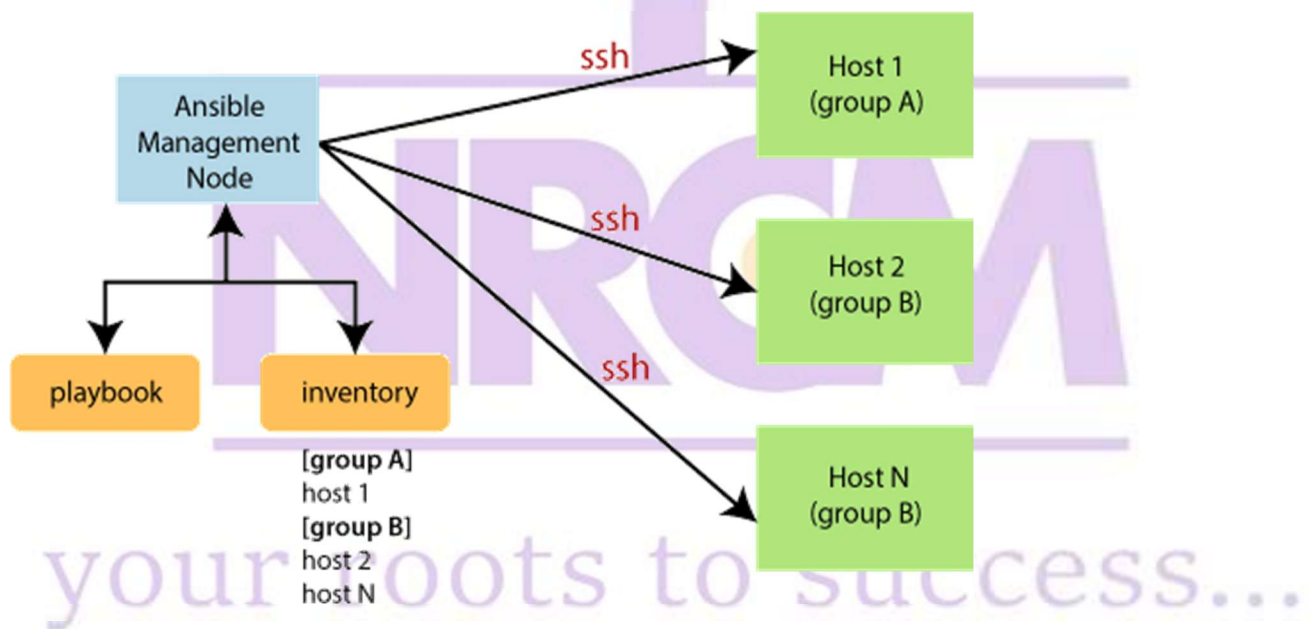 Ansible
Management
Node
ssh
ssh
ssh
Host 1
(group A)
Host 2
(group B)
Host N
(group B)
playbook
inventory
[group A]
host 1
[group B]
host 2
host N
NRCM
your roots to success...